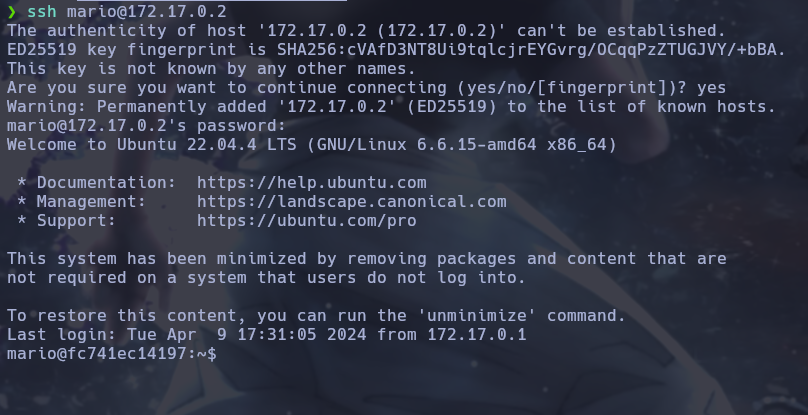 ❯ ssh mario@172.17.0.2
The authenticity of host '172.17.0.2 (172.17.0.2)' can't be established.
ED25519 key fingerprint is SHA256:cVAfD3NT8Ui9tqlcjrEYGvrg/OCqqPzZTUGJVY/+bBA.
This key is not known by any other names.
Are you sure you want to continue connecting (yes/no/[fingerprint])? yes
Warning: Permanently added '172.17.0.2' (ED25519) to the list of known hosts.
mario@172.17.0.2's password:
Welcome to Ubuntu 22.04.4 LTS (GNU/Linux 6.6.15-amd64 x86_64)
* Documentation:  https://help.ubuntu.com
* Management:     https://landscape.canonical.com
* Support:        https://ubuntu.com/pro
This system has been minimized by removing packages and content that are
not required on a system that users do not log into.
To restore this content, you can run the 'unminimize' command.
Last login: Tue Apr  9 17:31:05 2024 from 172.17.0.1
mario@fc741ec14197:~$